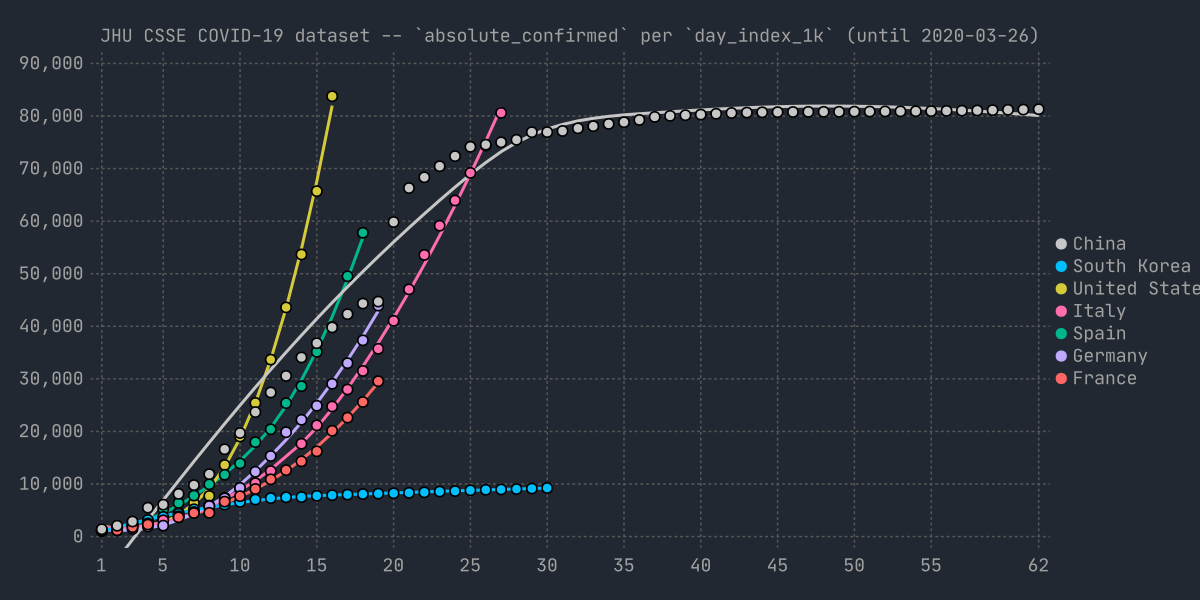 JHU CSSE COVID-19 dataset -- `absolute_confirmed` per `day_index_1k` (until 2020-03-26)
90,000
80,000
70,000
60,000
50,000
40,000
30,000
20,000
10,000
0
1 5 10 15 20 25 30 35 40 45 50 55 62
China
South Korea
United State
Italy
Spain
Germany
France